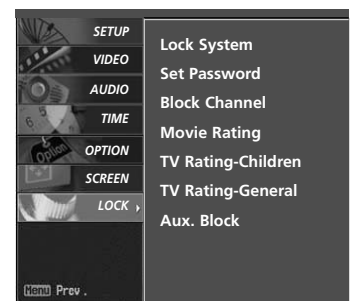 SETUP
VIDEO
AUDIO
TIME
OPTION
SCREEN
LOCK
Menu Prev.
Lock System
Set Password
Block Channel
Movie Rating
TV Rating-Children
TV Rating-General
Aux. Block